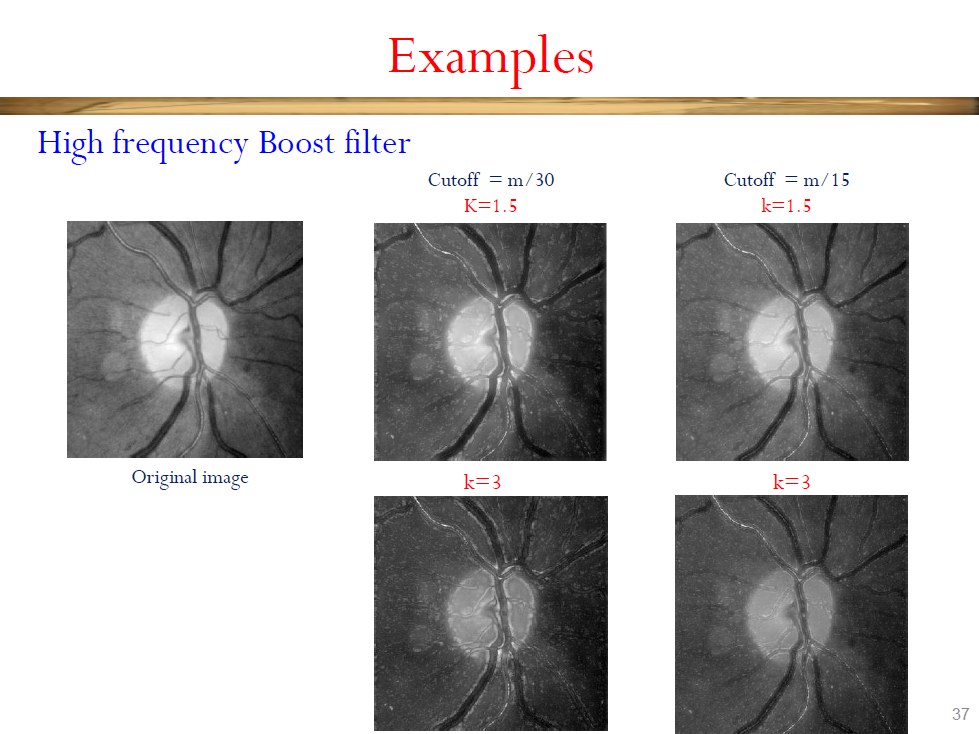 Examples
High frequency Boost filter
Cutoff = m/30
K=1.5
Cutoff = m/15
k=1.5
Original image
k=3
k=3
37